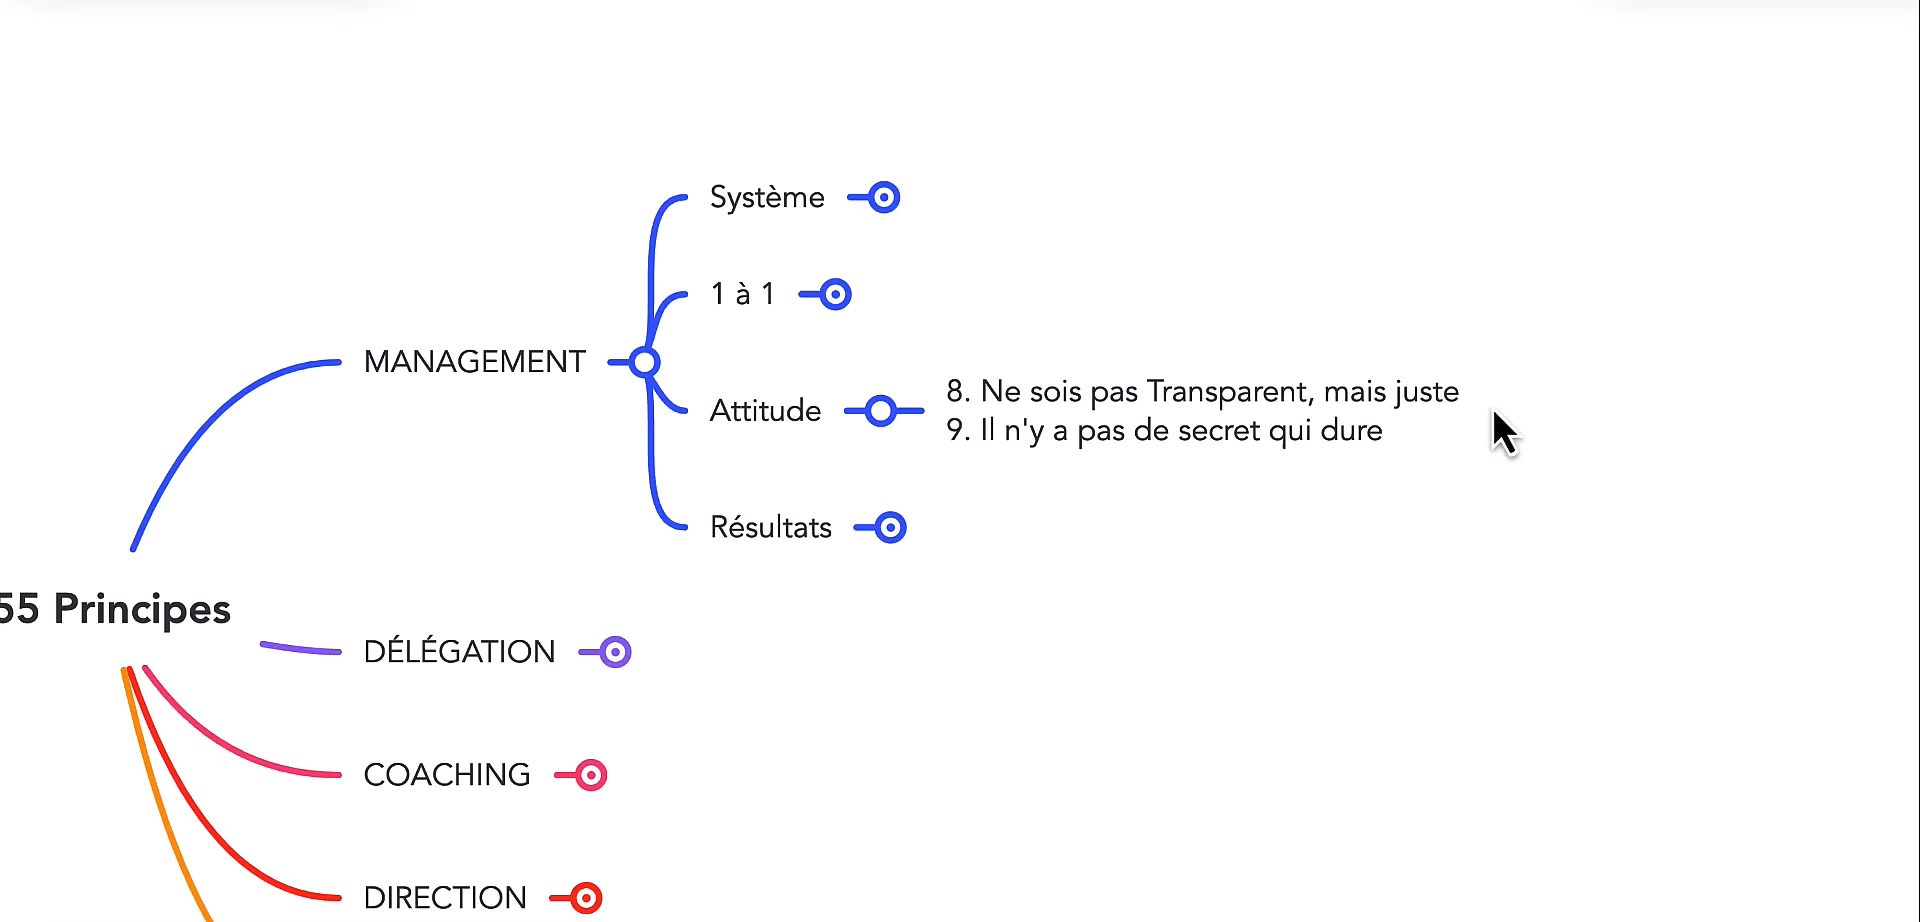 Système
1 à 1
MANAGEMENT
Attitude
8. Ne sois pas Transparent, mais juste
9. Il n'y a pas de secret qui dure
Résultats
55 Principes
DÉLÉGATION
COACHING
DIRECTION